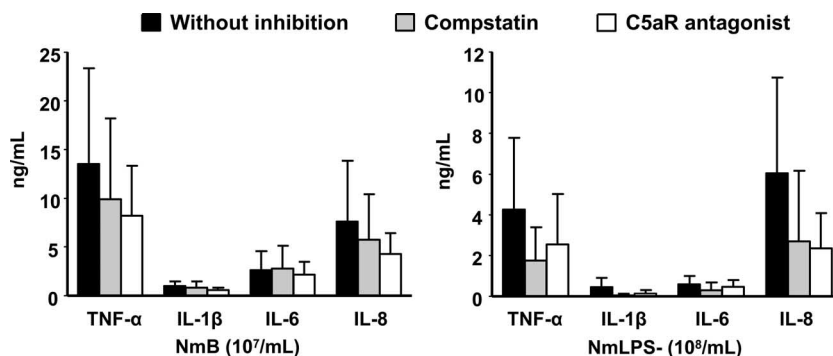 Without inhibition Compstatin C5aR antagonist
ng/mL
25
20
15
10
5
0
TNF-α IL-1β IL-6 IL-8
NmB (10⁷/mL)
ng/mL
12
10
8
6
4
2
0
TNF-α IL-1β IL-6 IL-8
NmLPS- (10⁸/mL)